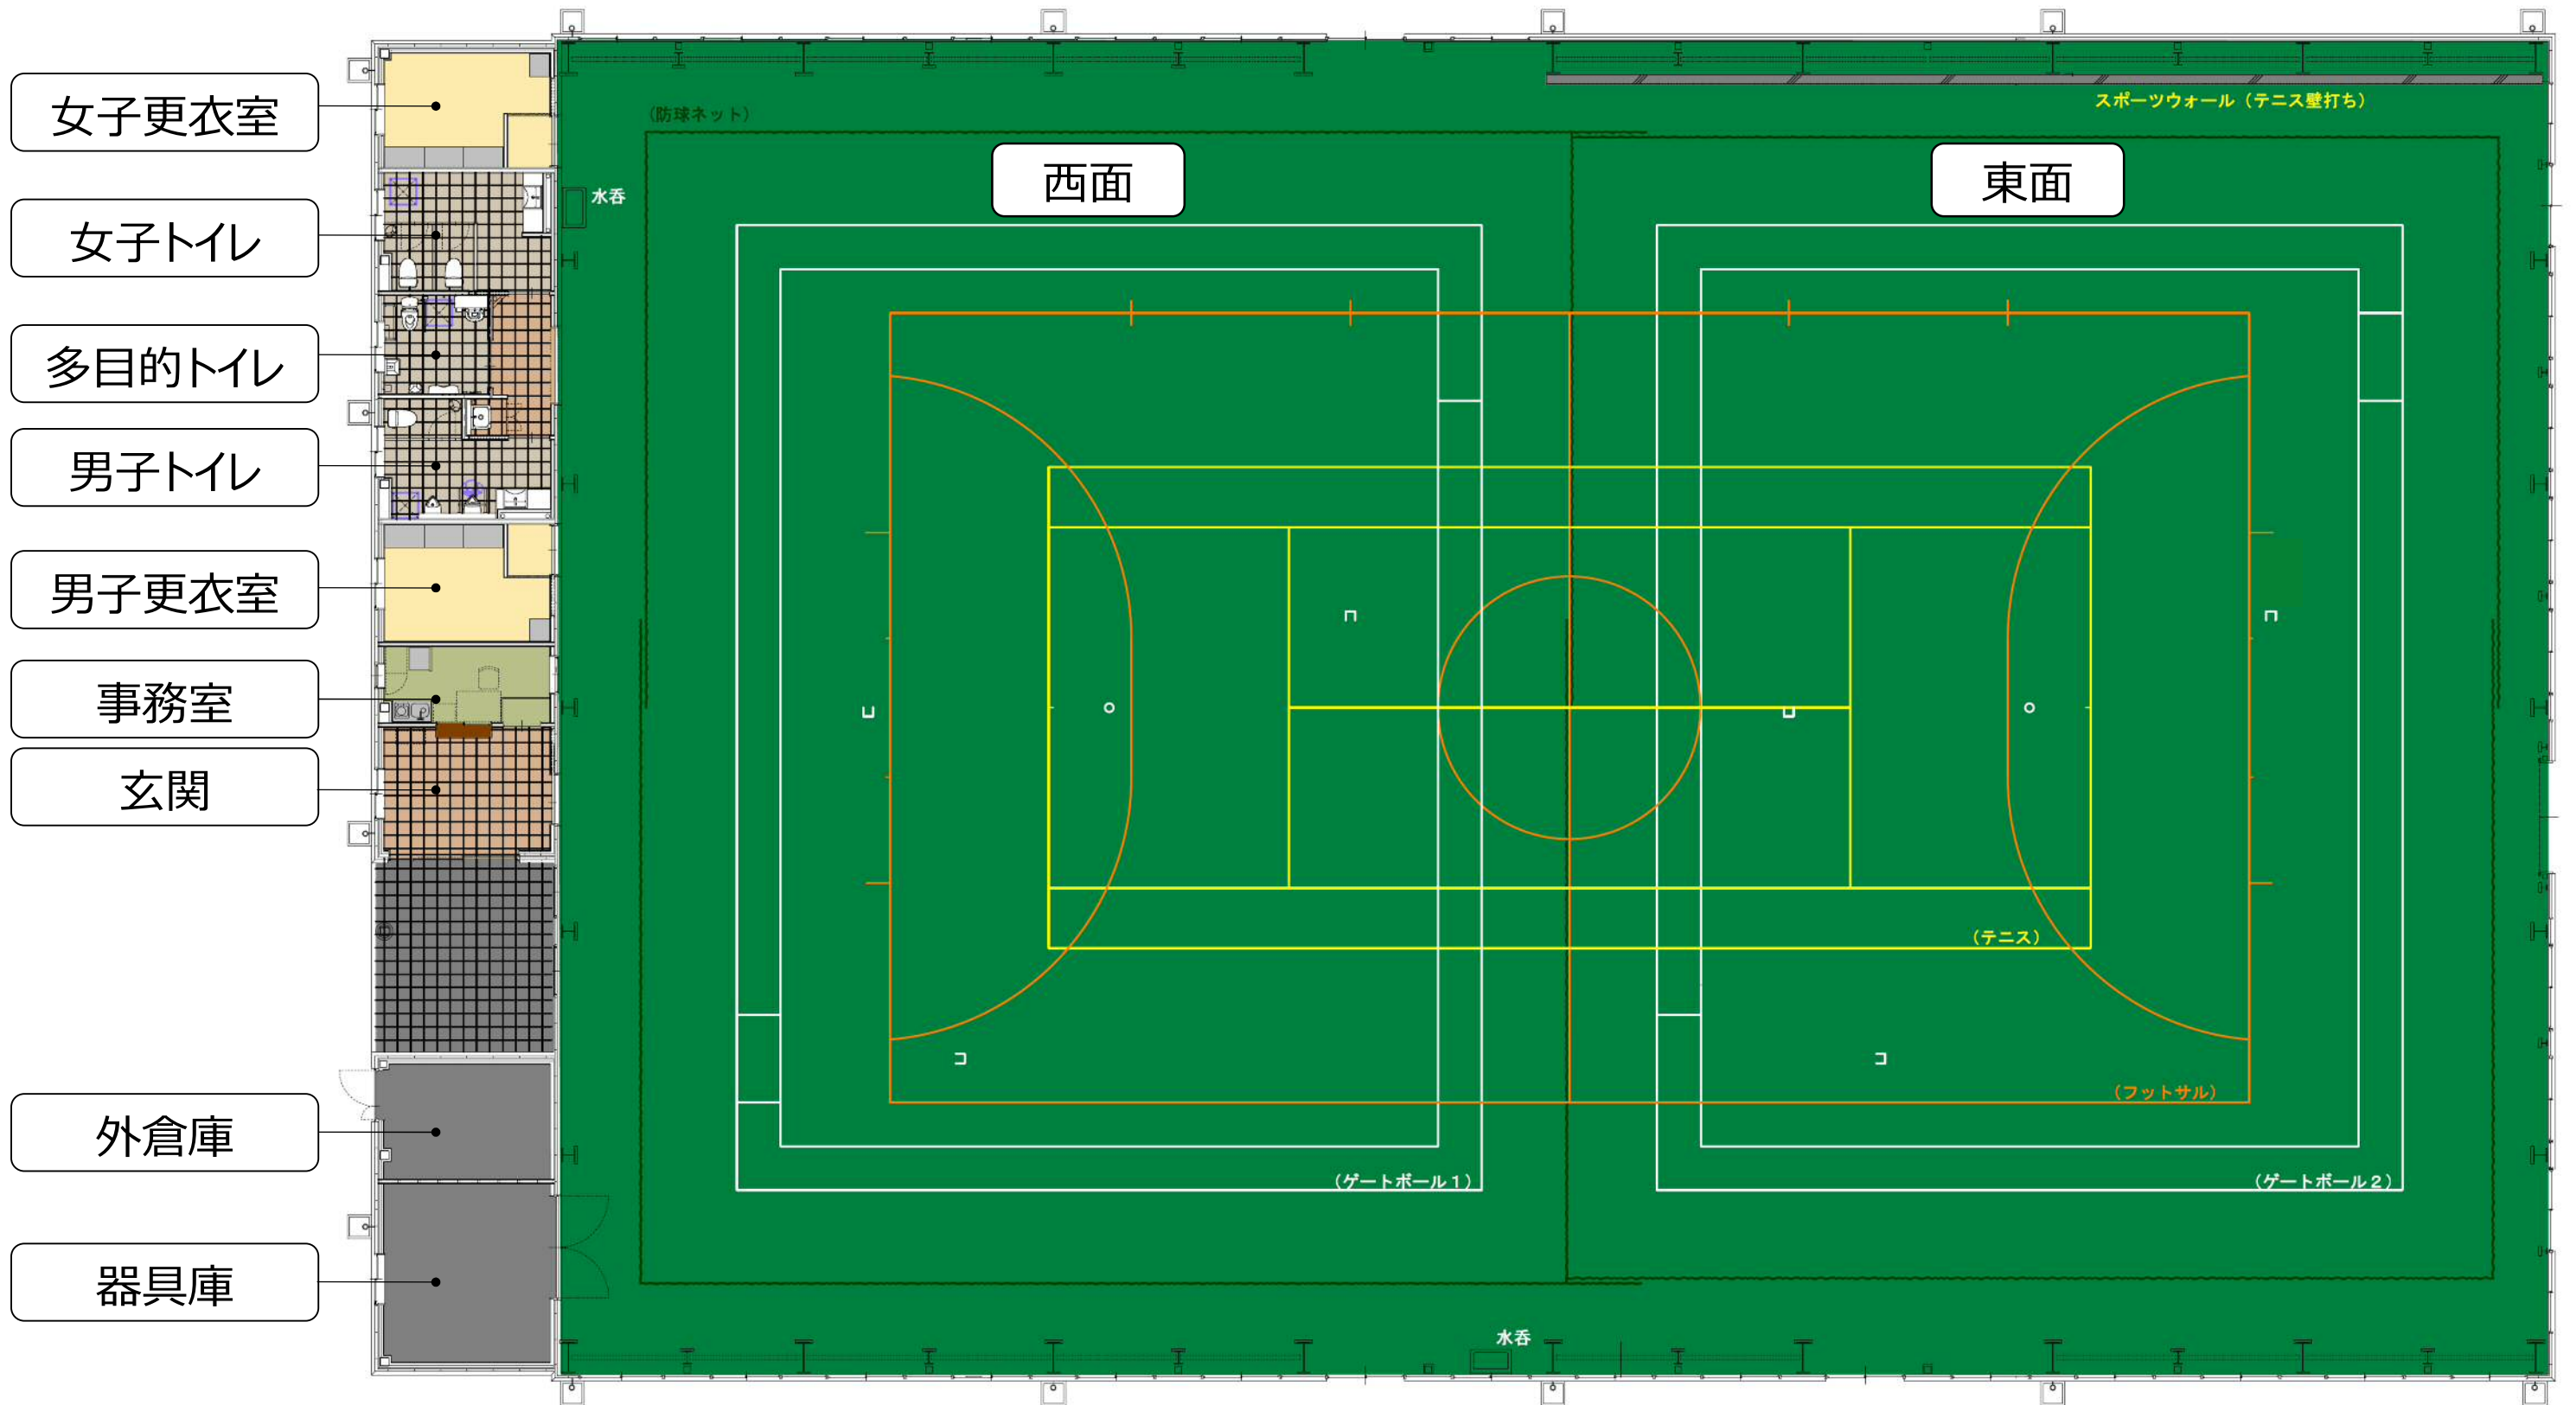 女子更衣室
女子トイレ
多目的トイレ
男子トイレ
男子更衣室
事務室
玄関
外倉庫
器具庫
(防球ネット)
スポーツウォール(テニス壁打ち)
西面
東面
水呑
(テニス)
(フットサル)
(ゲートボール1)
(ゲートボール2)
水呑